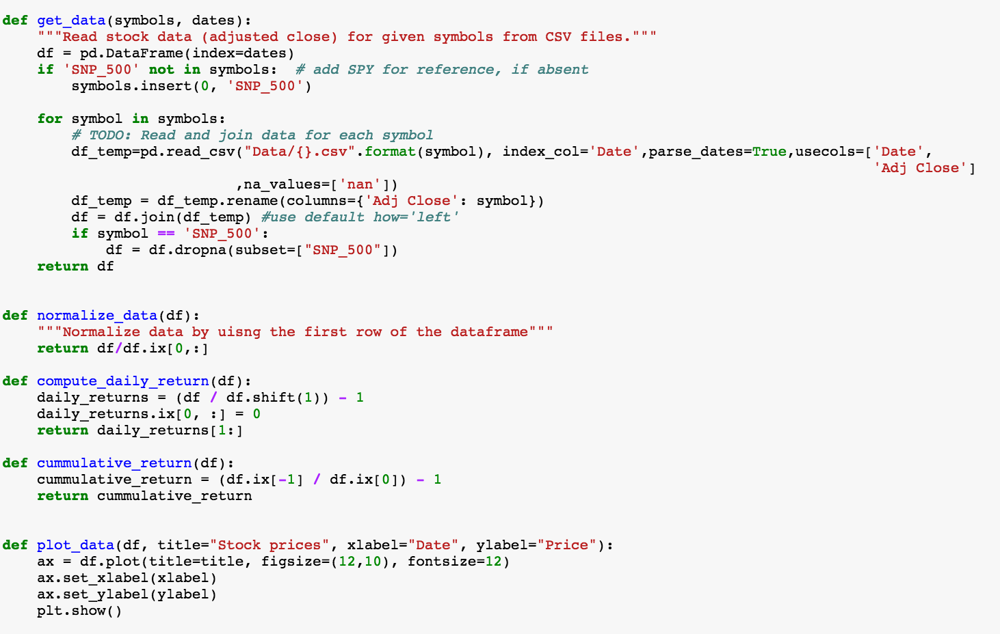 def get_data(symbols, dates):
    """Read stock data (adjusted close) for given symbols from CSV files."""
    df = pd.DataFrame(index=dates)
    if 'SNP_500' not in symbols:  # add SPY for reference, if absent
        symbols.insert(0, 'SNP_500')

    for symbol in symbols:
        # TODO: Read and join data for each symbol
        df_temp=pd.read_csv("Data/{}.csv".format(symbol), index_col='Date',parse_dates=True,usecols=['Date',
                                                                                                     'Adj Close']
                           ,na_values=['nan'])
        df_temp = df_temp.rename(columns={'Adj Close': symbol})
        df = df.join(df_temp) #use default how='left'
        if symbol == 'SNP_500':
            df = df.dropna(subset=["SNP_500"])
    return df


def normalize_data(df):
    """Normalize data by uisng the first row of the dataframe"""
    return df/df.ix[0,:]

def compute_daily_return(df):
    daily_returns = (df / df.shift(1)) - 1
    daily_returns.ix[0, :] = 0
    return daily_returns[1:]

def cummulative_return(df):
    cummulative_return = (df.ix[-1] / df.ix[0]) - 1
    return cummulative_return


def plot_data(df, title="Stock prices", xlabel="Date", ylabel="Price"):
    ax = df.plot(title=title, figsize=(12,10), fontsize=12)
    ax.set_xlabel(xlabel)
    ax.set_ylabel(ylabel)
    plt.show()